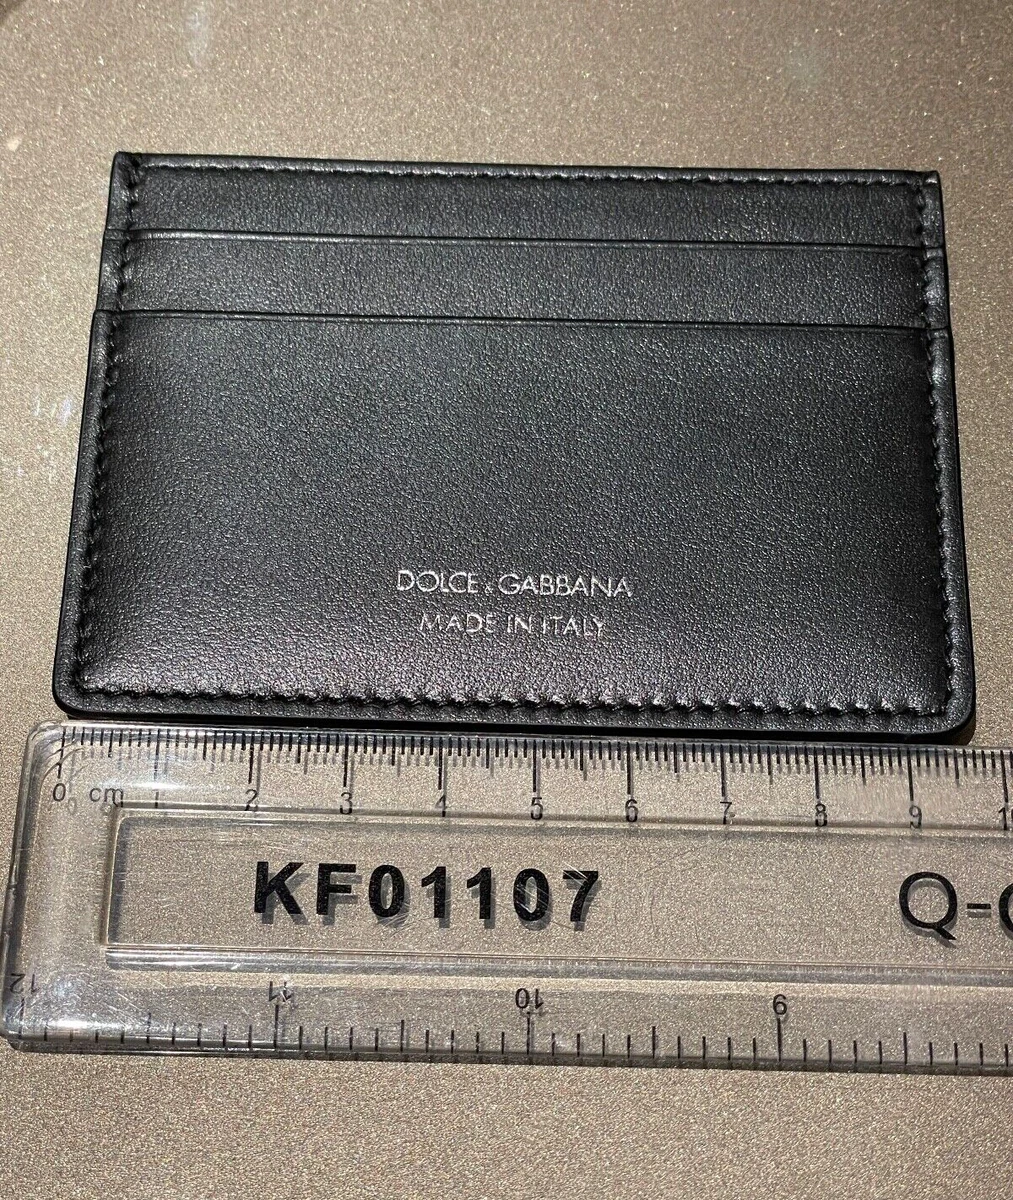 DOLCE & GABBANA
MADE IN ITALY
0 cm 1 2 3 4 5 6 7 8 9
KF01107
Q-
12 11 10 9